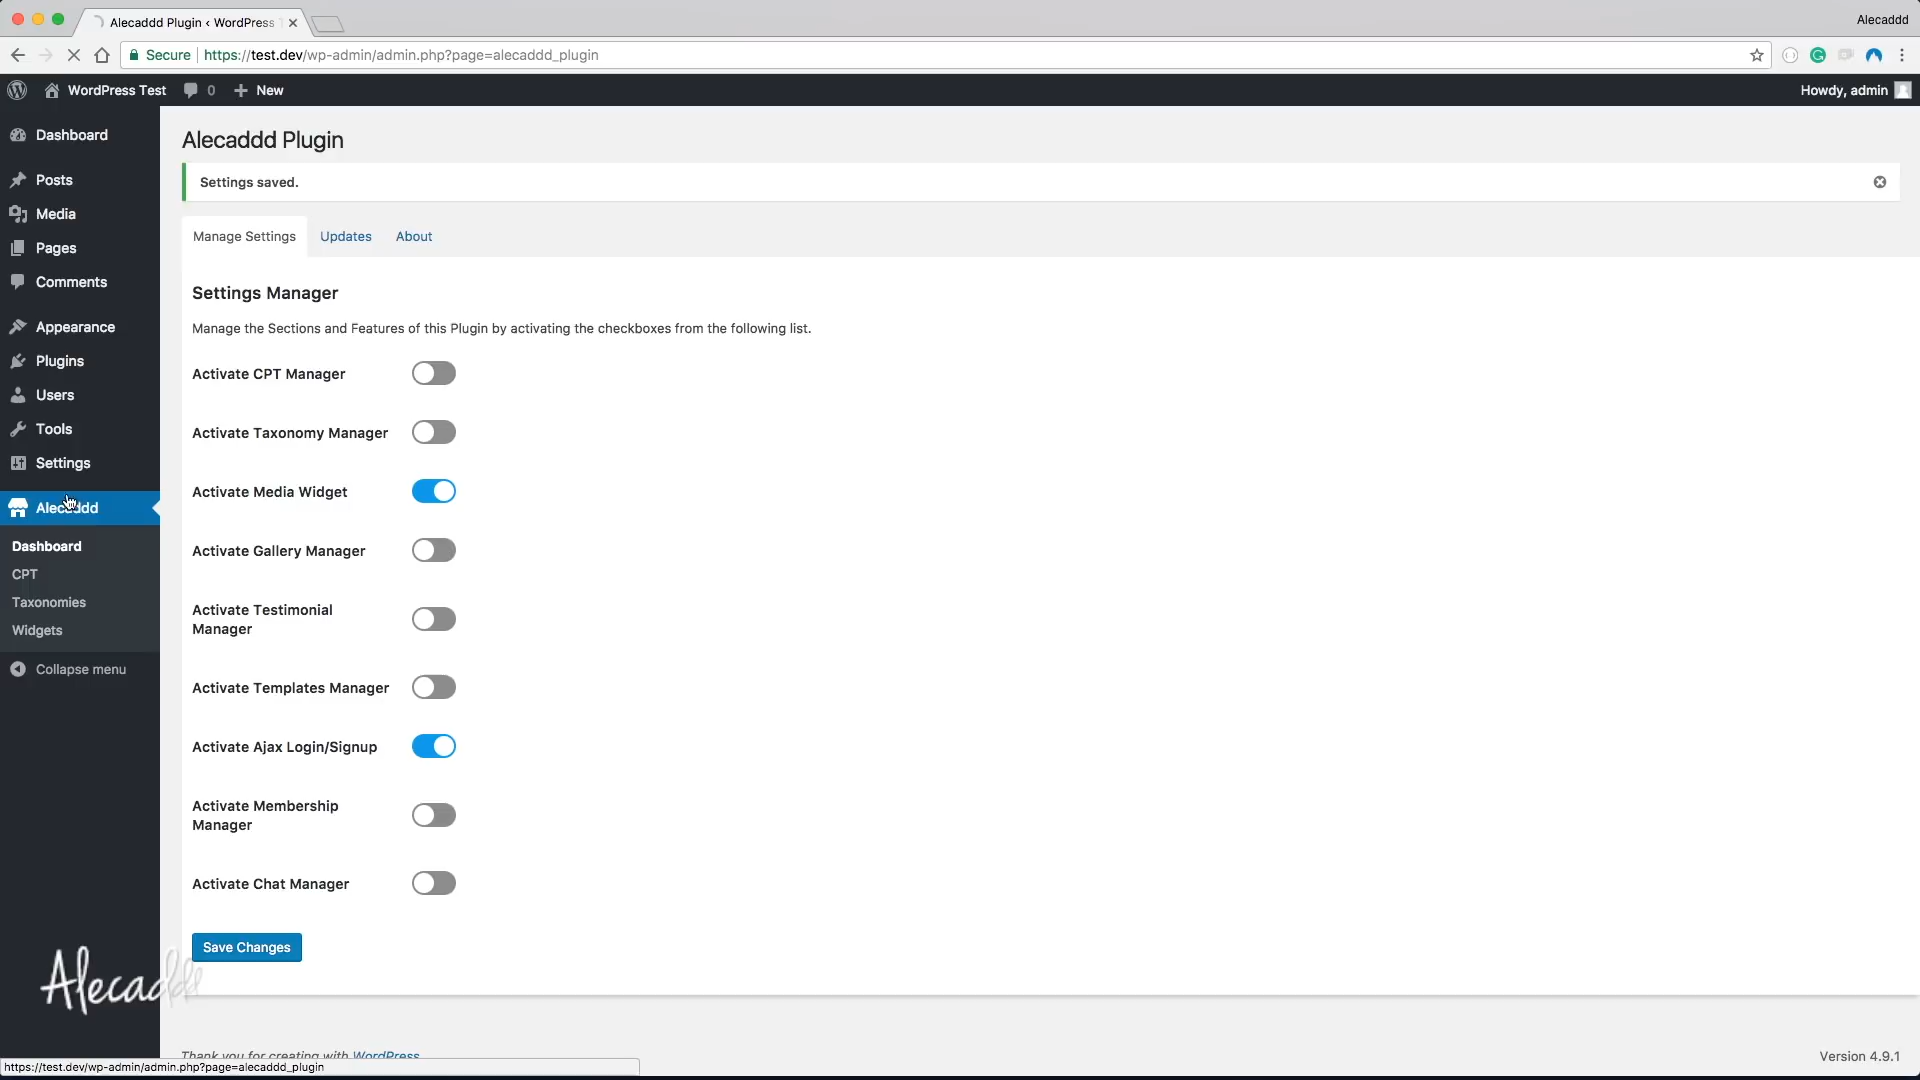 Alecaddd Plugin ‹ WordPress
Alecaddd
Secure
https://test.dev/wp-admin/admin.php?page=alecaddd_plugin
WordPress Test
0
New
Howdy, admin
Dashboard
Posts
Media
Pages
Comments
Appearance
Plugins
Users
Tools
Settings
Alecaddd
Dashboard
CPT
Taxonomies
Widgets
Collapse menu
Alecaddd Plugin
Settings saved.
Manage Settings
Updates
About
Settings Manager
Manage the Sections and Features of this Plugin by activating the checkboxes from the following list.
Activate CPT Manager
Activate Taxonomy Manager
Activate Media Widget
Activate Gallery Manager
Activate Testimonial
Manager
Activate Templates Manager
Activate Ajax Login/Signup
Activate Membership
Manager
Activate Chat Manager
Save Changes
Alecaddd
Thank you for creating with WordPress
Version 4.9.1
https://test.dev/wp-admin/admin.php?page=alecaddd_plugin